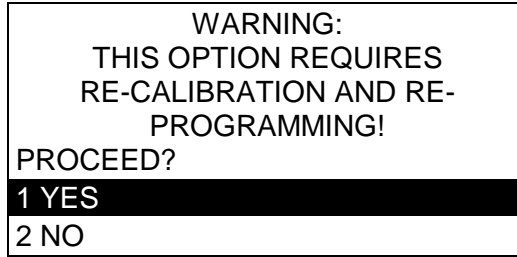 WARNING:
THIS OPTION REQUIRES
RE-CALIBRATION AND RE-
PROGRAMMING!
PROCEED?
1 YES
2 NO